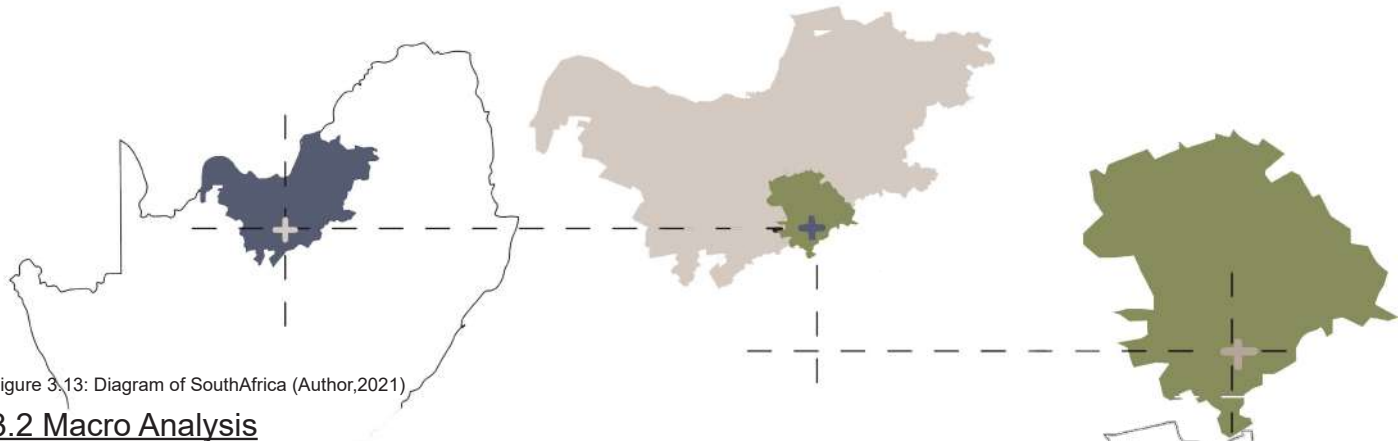 igure 3.13: Diagram of SouthAfrica (Author,2021)
3.2 Macro Analysis